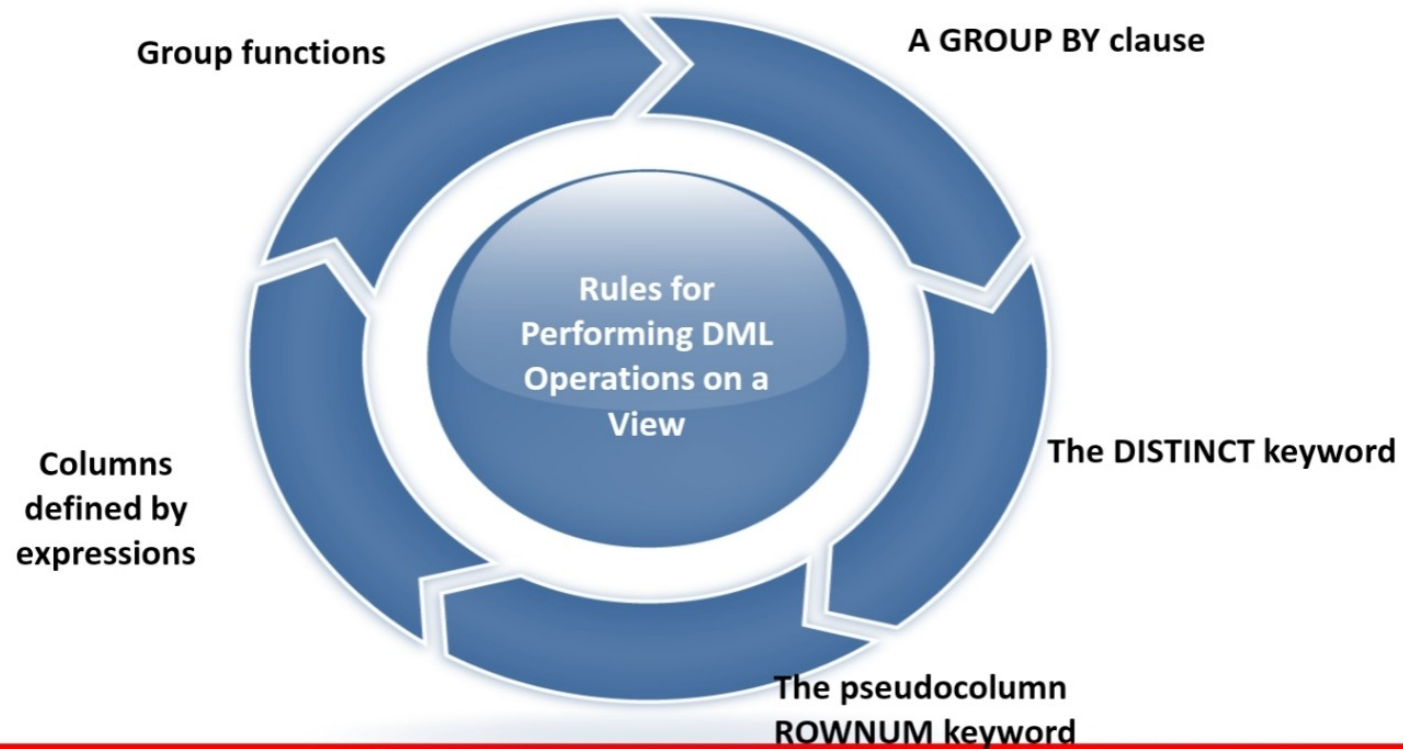 Group functions
A GROUP BY clause
Rules for
Performing DML
Operations on a
View
The DISTINCT keyword
Columns
defined by
expressions
The pseudocolumn
ROWNUM keyword